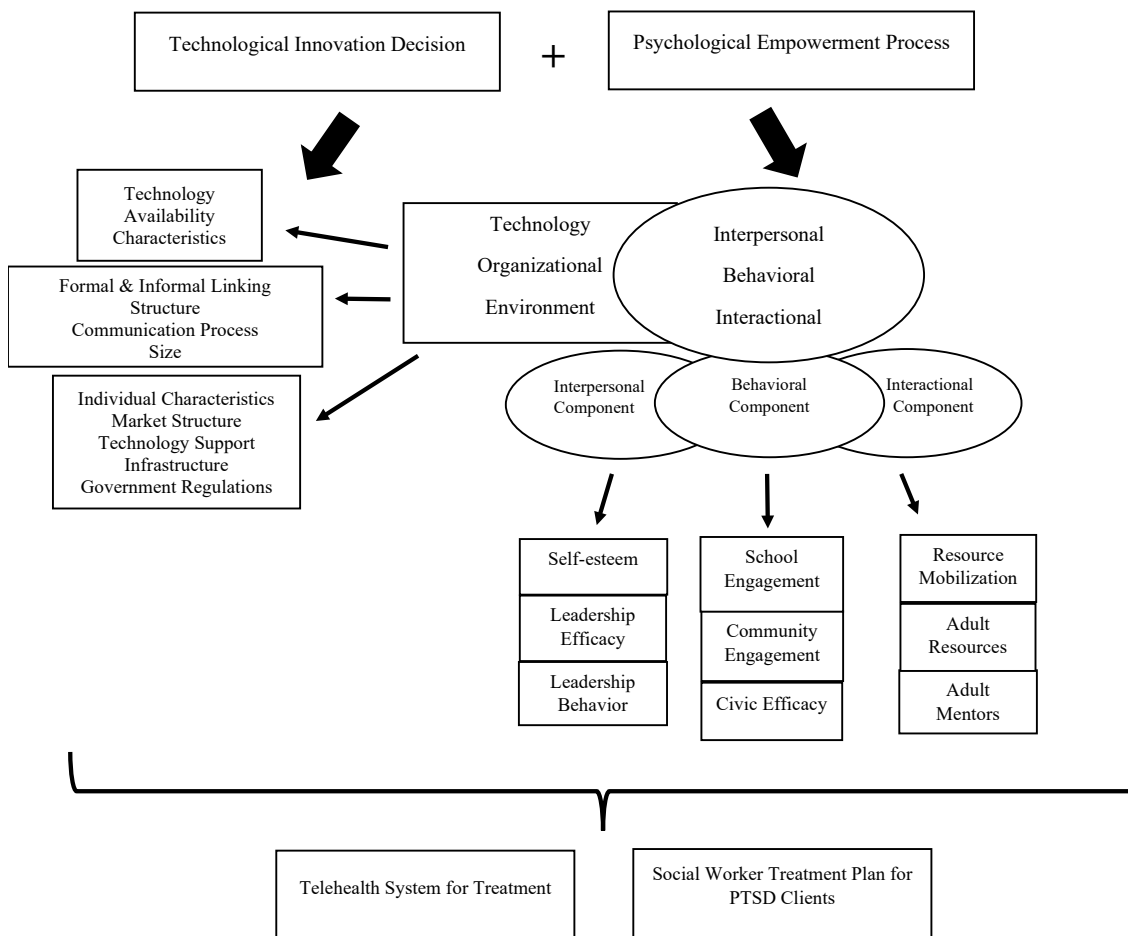 Technological Innovation Decision
+
Psychological Empowerment Process
Technology
Availability
Characteristics
Formal & Informal Linking
Structure
Communication Process
Size
Individual Characteristics
Market Structure
Technology Support
Infrastructure
Government Regulations
Technology
Organizational
Environment
Interpersonal
Behavioral
Interactional
Interpersonal
Component
Behavioral
Component
Interactional
Component
Self-esteem
Leadership
Efficacy
Leadership
Behavior
School
Engagement
Community
Engagement
Civic Efficacy
Resource
Mobilization
Adult
Resources
Adult
Mentors
Telehealth System for Treatment
Social Worker Treatment Plan for
PTSD Clients